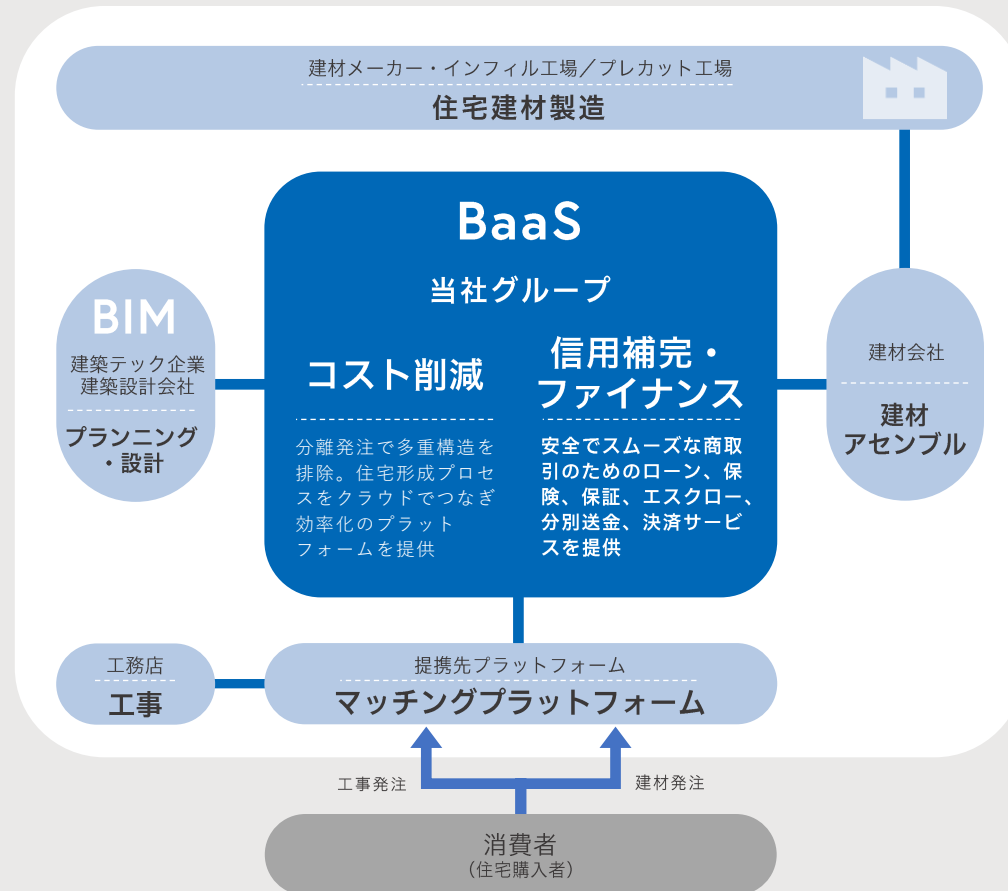 建材メーカー・インフィル工場／プレカット工場
住宅建材製造
BaaS
当社グループ
コスト削減
分離発注で多重構造を
排除。住宅形成プロセ
スをクラウドでつなぎ
効率化のプラット
フォームを提供
信用補完・
ファイナンス
安全でスムーズな商取
引のためのローン、保
険、保証、エスクロー、
分別送金、決済サービ
スを提供
BIM
建築テック企業
建築設計会社
プランニング
・設計
建材会社
建材
アセンブル
工務店
工事
提携先プラットフォーム
マッチングプラットフォーム
工事発注
建材発注
消費者
（住宅購入者）